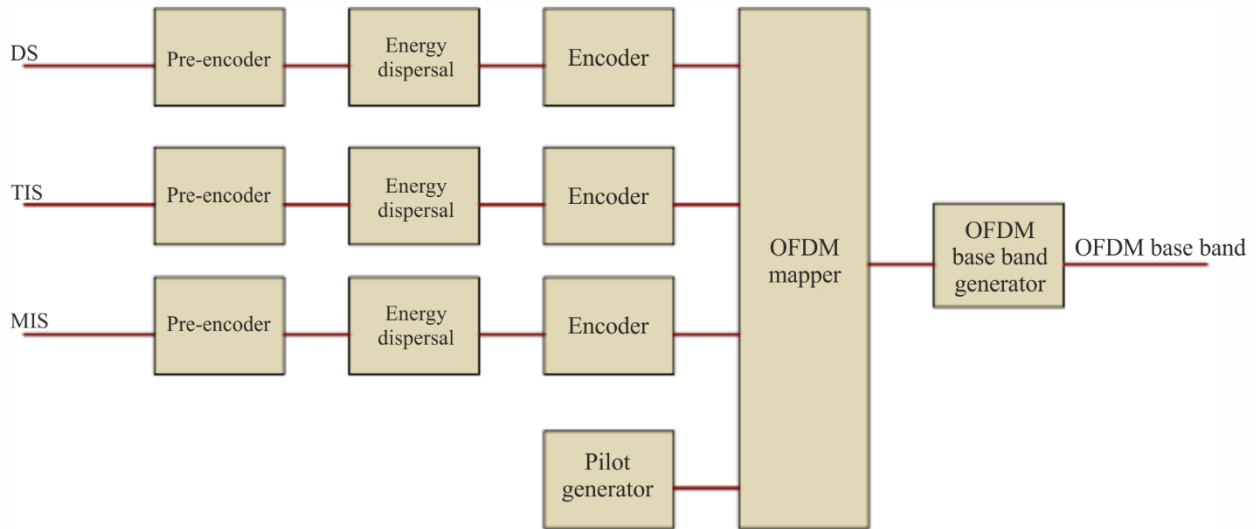 DS
Pre-encoder
Energy
dispersal
Encoder
TIS
Pre-encoder
Energy
dispersal
Encoder
MIS
Pre-encoder
Energy
dispersal
Encoder
Pilot
generator
OFDM
mapper
OFDM
base band
generator
OFDM base band